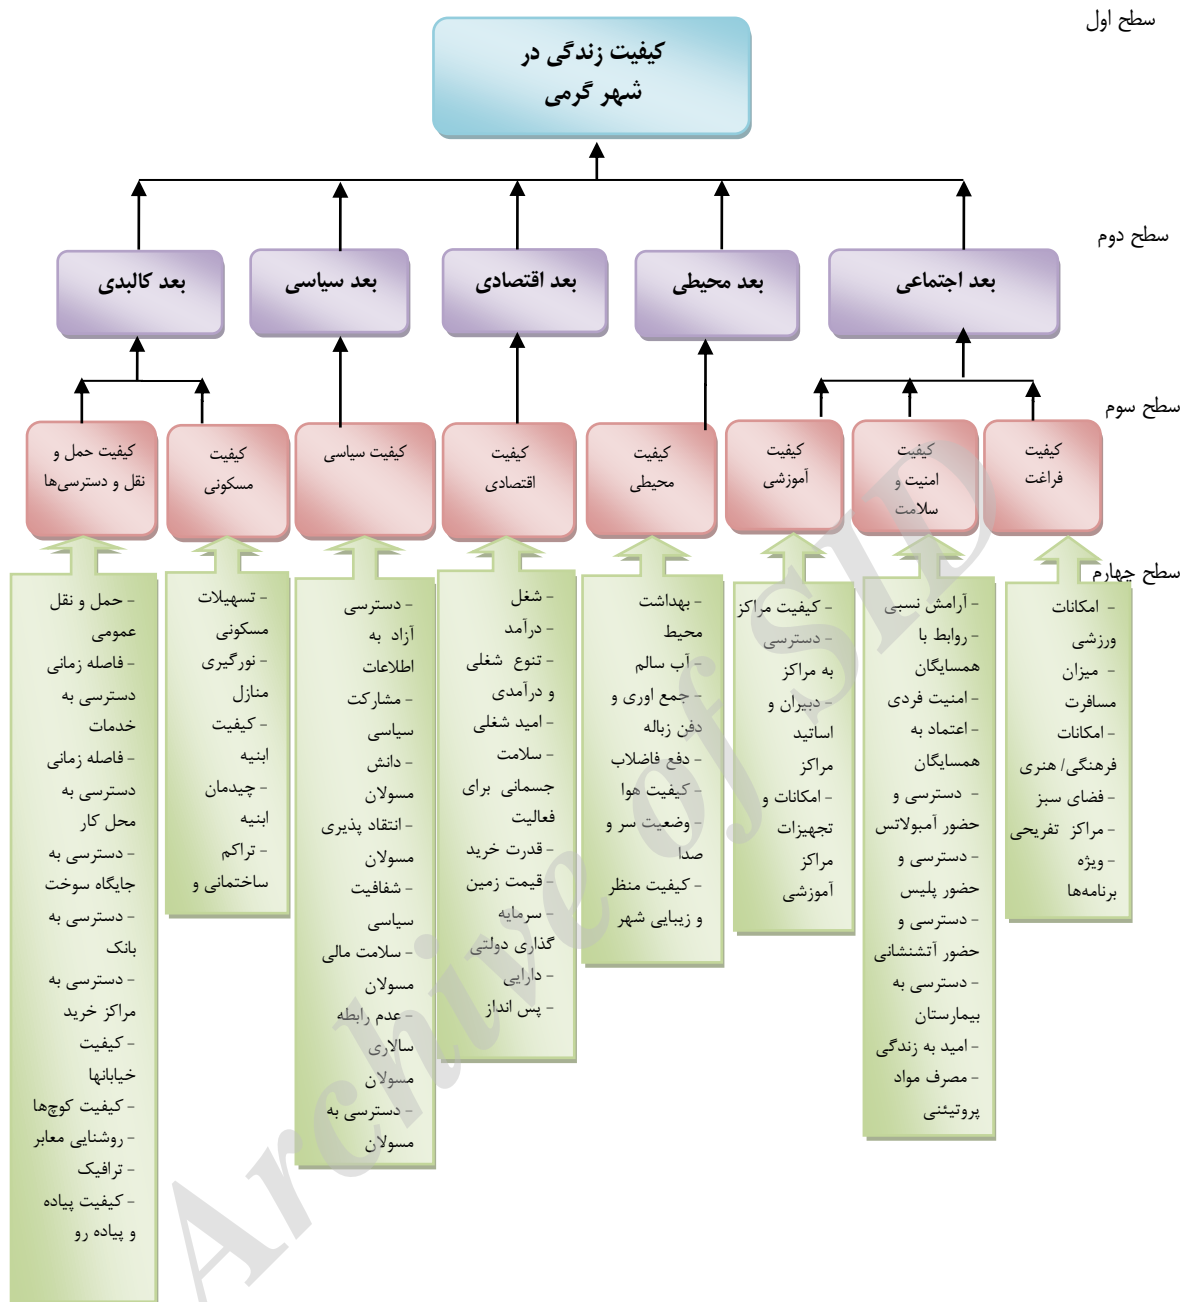 سطح اول
کیفیت زندگی در
شهر گرمی
سطح دوم
بعد اجتماعی
بعد محیطی
بعد اقتصادی
بعد سیاسی
بعد کالبدی
سطح سوم
کیفیت
فراغت
کیفیت
امنیت و
سلامت
کیفیت
آموزشی
کیفیت
محیطی
کیفیت
اقتصادی
کیفیت سیاسی
کیفیت
مسکونی
کیفیت حمل و
نقل و دسترسی‌ها
سطح چهارم
- امکانات
ورزشی
- میزان
مسافرت
- امکانات
فرهنگی/ هنری
- فضای سبز
- مراکز تفریحی
- ویژه
برنامه‌ها
- آرامش نسبی
- روابط با
همسایگان
- امنیت فردی
- اعتماد به
همسایگان
- دسترسی و
حضور آمبولاتس
- دسترسی و
حضور پلیس
- دسترسی و
حضور آتشنشانی
- دسترسی به
بیمارستان
- امید به زندگی
- مصرف مواد
پروتیئنی
- کیفیت مراکز
- دسترسی
به مراکز
- دبیران و
اساتید
مراکز
- امکانات و
تجهیزات
مراکز
آموزشی
- بهداشت
محیط
- آب سالم
- جمع اوری و
دفن زباله
- دفع فاضلاب
- کیفیت هوا
- وضعیت سر و
صدا
- کیفیت منظر
و زیبایی شهر
- شغل
- درآمد
- تنوع شغلی
و درآمدی
- امید شغلی
- سلامت
جسمانی برای
فعالیت
- قدرت خرید
- قیمت زمین
- سرمایه
گذاری دولتی
- دارایی
- پس انداز
- دسترسی
آزاد به
اطلاعات
- مشارکت
سیاسی
- دانش
مسولان
- انتقاد پذیری
مسولان
- شفافیت
سیاسی
- سلامت مالی
مسولان
- عدم رابطه
سالاری
مسولان
- دسترسی به
مسولان
- تسهیلات
مسکونی
- نورگیری
منازل
- کیفیت
ابنیه
- چیدمان
ابنیه
- تراکم
ساختمانی و
- حمل و نقل
عمومی
- فاصله زمانی
دسترسی به
خدمات
- فاصله زمانی
دسترسی به
محل کار
- دسترسی به
جایگاه سوخت
- دسترسی به
بانک
- دسترسی به
مراکز خرید
- کیفیت
خیابانها
- کیفیت کوچ‌ها
- روشنایی معابر
- ترافیک
- کیفیت پیاده
و پیاده رو
Archive of SID